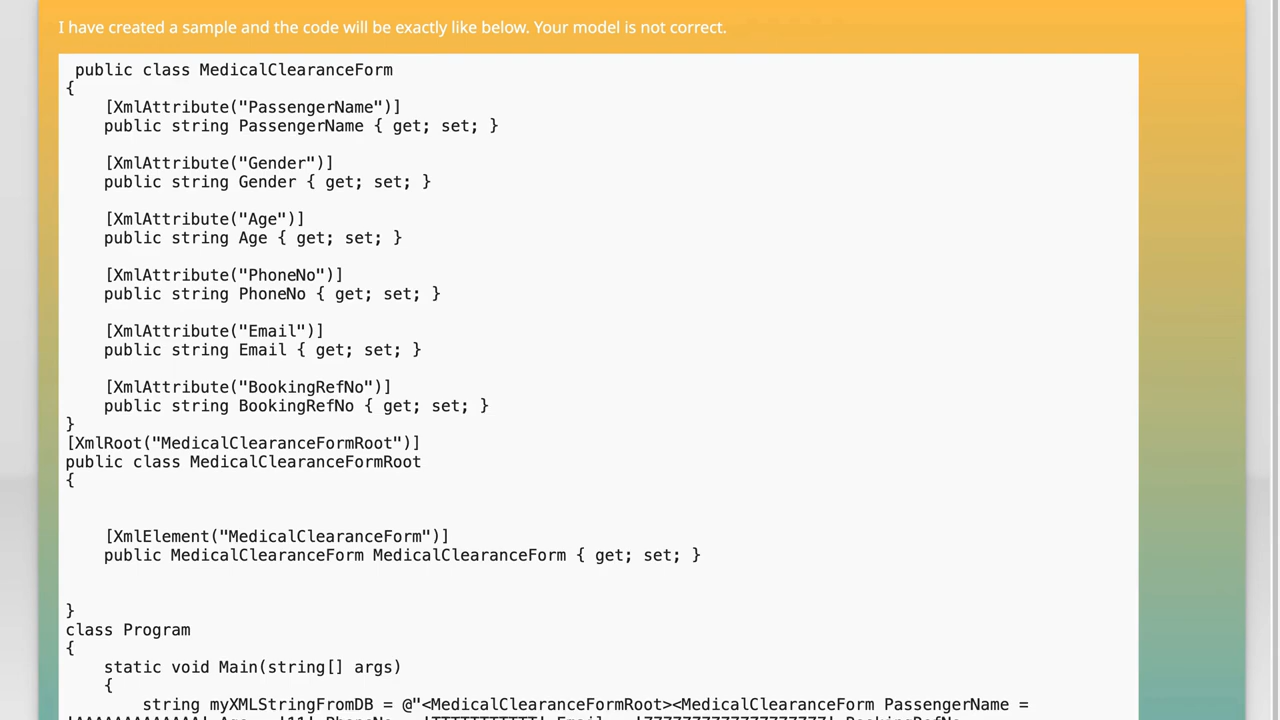 I have created a sample and the code will be exactly like below. Your model is not correct.
public class MedicalClearanceForm
{
[XmlAttribute("PassengerName")]
public string PassengerName { get; set; }
[XmlAttribute("Gender")]
public string Gender { get; set; }
[XmlAttribute("Age")]
public string Age { get; set; }
[XmlAttribute("PhoneNo")]
public string PhoneNo { get; set; }
[XmlAttribute("Email")]
public string Email { get; set; }
[XmlAttribute("BookingRefNo")]
public string BookingRefNo { get; set; }
}
[XmlRoot("MedicalClearanceFormRoot")]
public class MedicalClearanceFormRoot
{
[XmlElement("MedicalClearanceForm")]
public MedicalClearanceForm MedicalClearanceForm { get; set; }
}
class Program
{
static void Main(string[] args)
{
string myXMLStringFromDB = @"<MedicalClearanceFormRoot><MedicalClearanceForm PassengerName =